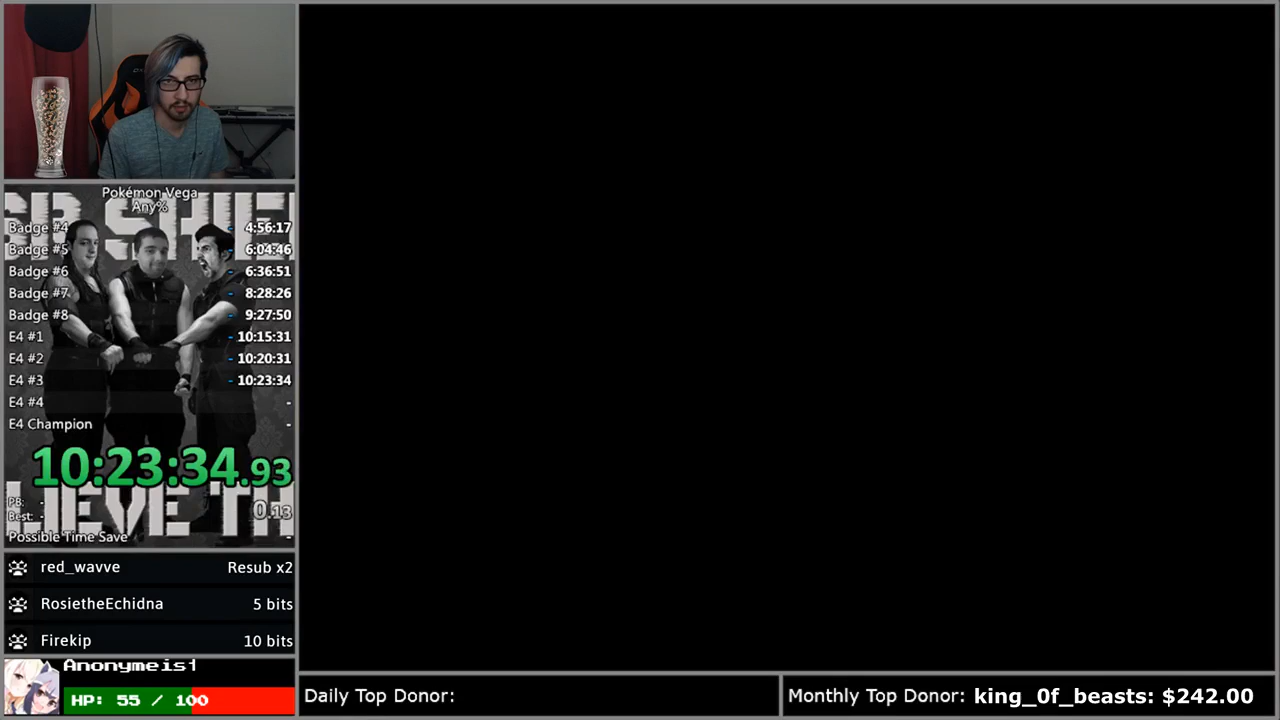 Pokémon Vega
Any%
Badge #4 - 4:56:17
Badge #5 - 6:04:46
Badge #6 - 6:36:51
Badge #7 - 8:28:26
Badge #8 - 9:27:50
E4 #1 - 10:15:31
E4 #2 - 10:20:31
E4 #3 - 10:23:34
E4 #4 -
E4 Champion -
10:23:34.93
PB: -
Best: -
0.13
LIEVE TH
Possible Time Save -
red_wavve Resub x2
RosietheEchidna 5 bits
Firekip 10 bits
Anonymeis
HP: 55 / 100
Daily Top Donor:
Monthly Top Donor: king_0f_beasts: $242.00